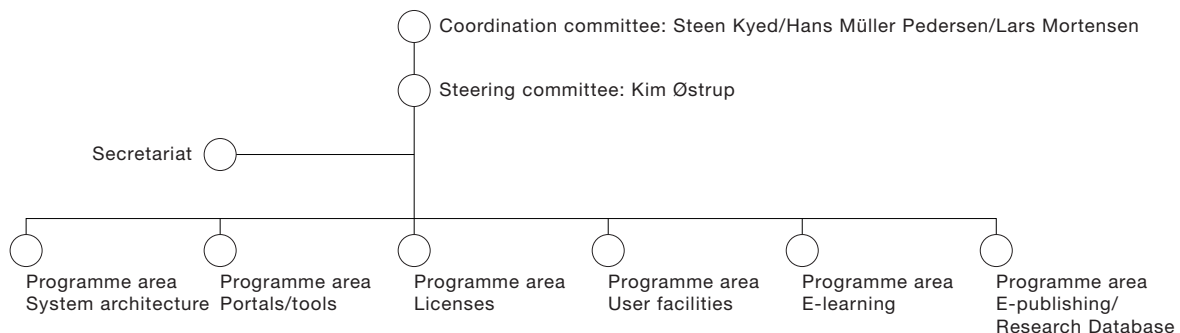 Coordination committee: Steen Kyed/Hans Müller Pedersen/Lars Mortensen
Steering committee: Kim Østrup
Secretariat
Programme area
System architecture
Programme area
Portals/tools
Programme area
Licenses
Programme area
User facilities
Programme area
E-learning
Programme area
E-publishing/
Research Database